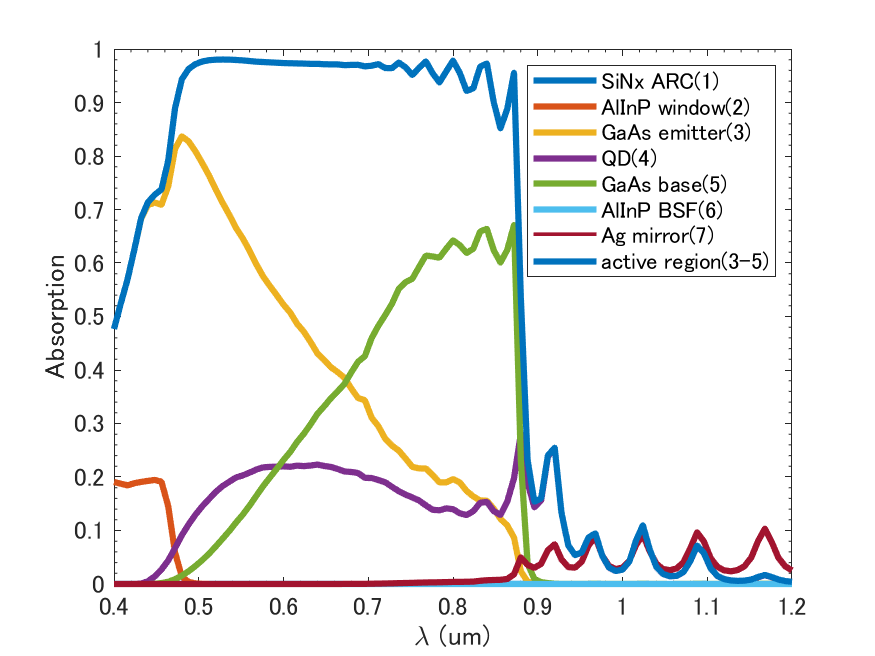 1
0.9
0.8
0.7
0.6
0.5
0.4
0.3
0.2
0.1
0
Absorption
SiNx ARC(1)
AlInP window(2)
GaAs emitter(3)
QD(4)
GaAs base(5)
AlInP BSF(6)
Ag mirror(7)
active region(3-5)
0.4 0.5 0.6 0.7 0.8 0.9 1 1.1 1.2
λ (um)